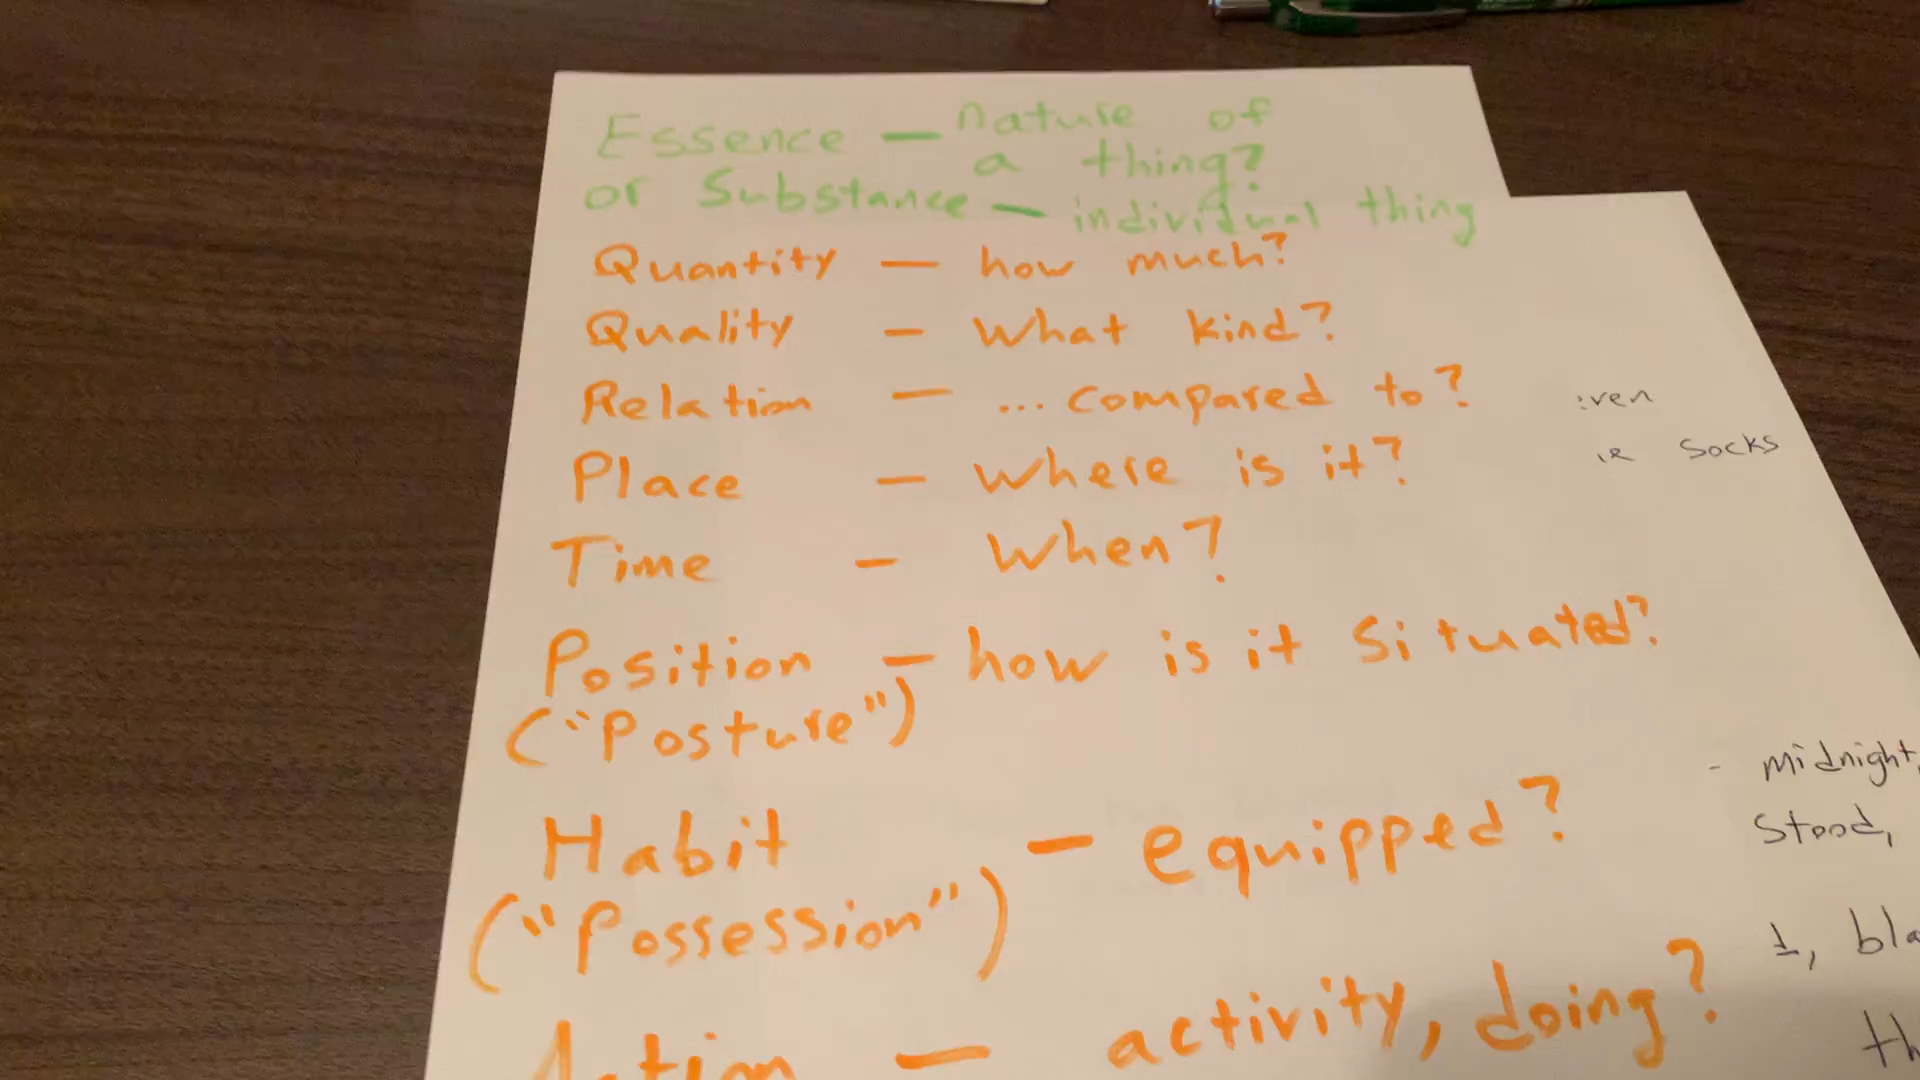 Essence — nature of
a thing?
or Substance — individual thing
Quantity — how much?
Quality — What kind?
Relation — ... compared to?
Place — Where is it?
Time — When?
Position — how is it situated?
("Posture")
Habit — equipped?
("Possession")
Action — activity, doing?
socks
- midnight,
stood,